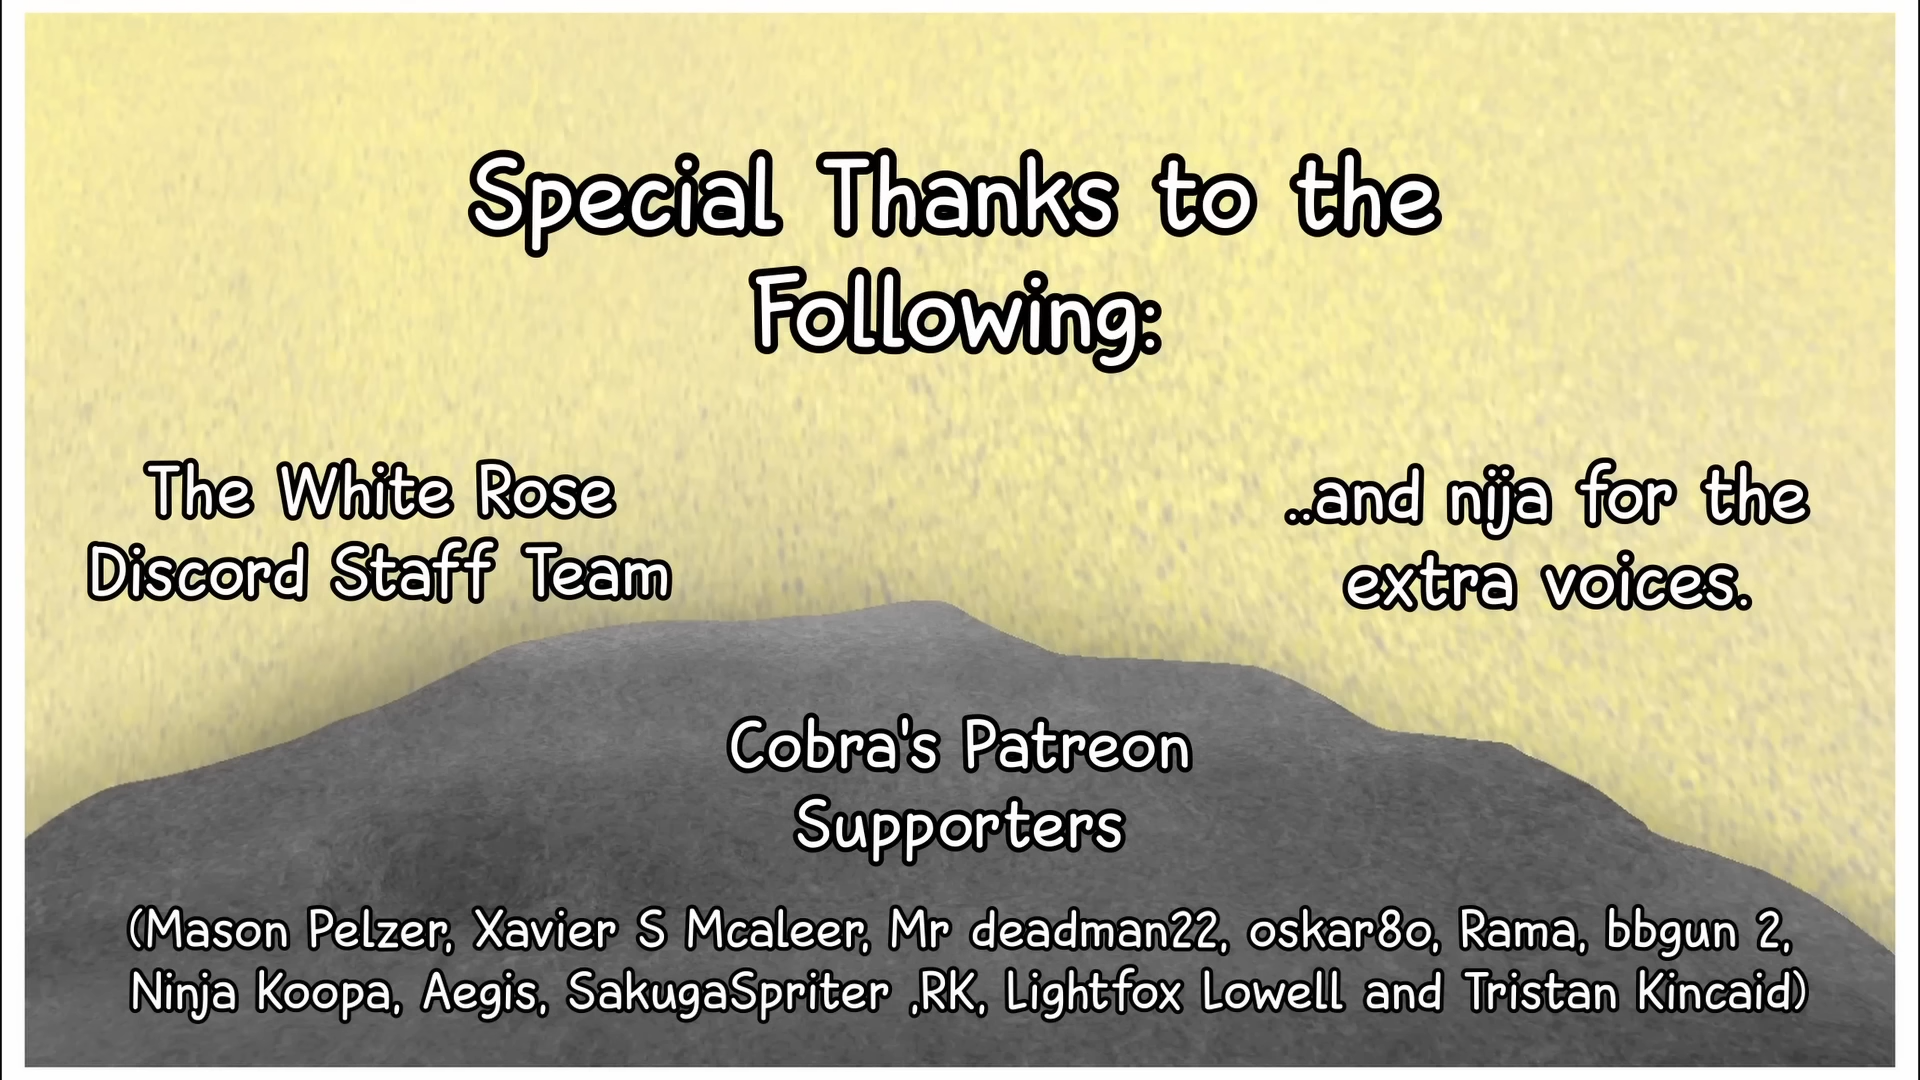 Special Thanks to the
Following:
The White Rose
Discord Staff Team
..and nija for the
extra voices.
Cobra's Patreon
Supporters
(Mason Pelzer, Xavier S Mcaleer, Mr deadman22, oskar8o, Rama, bbgun 2,
Ninja Koopa, Aegis, SakugaSpriter ,RK, Lightfox Lowell and Tristan Kincaid)